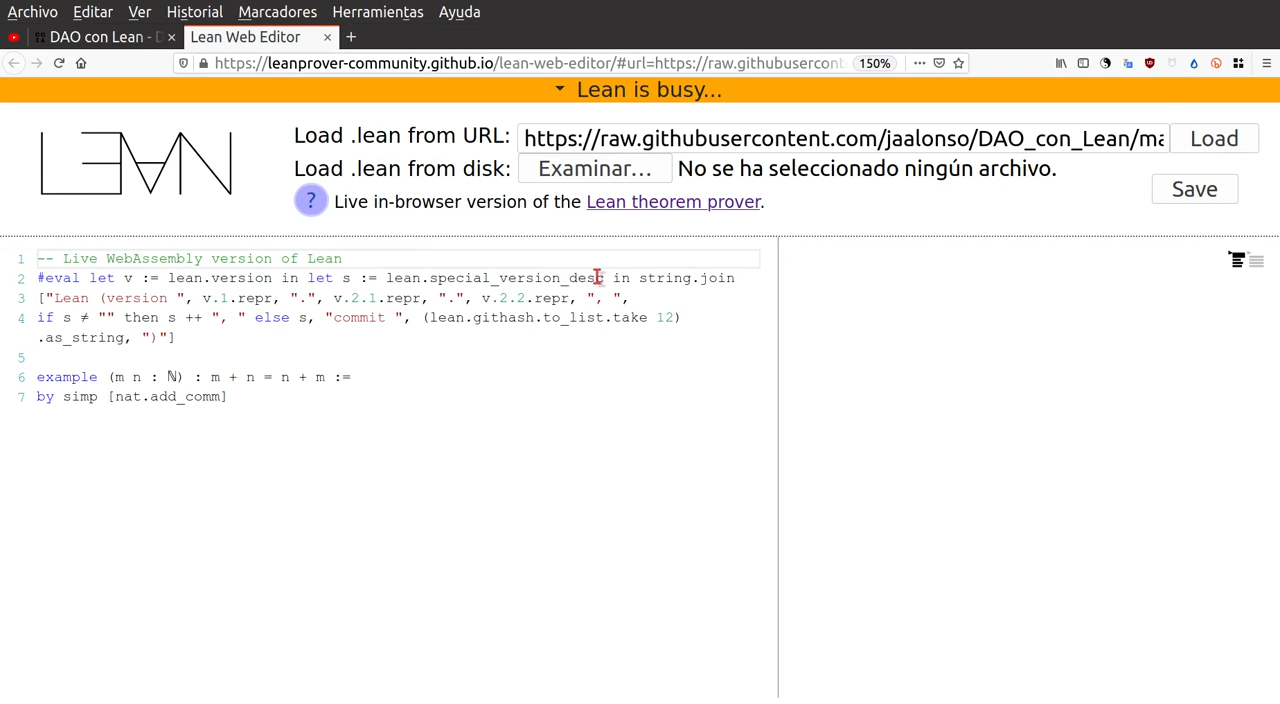 Archivo Editar Ver Historial Marcadores Herramientas Ayuda
DAO con Lean - D × Lean Web Editor × +
https://leanprover-community.github.io/lean-web-editor/#url=https://raw.githubusercont 150%
Lean is busy...
LEAN
Load .lean from URL: https://raw.githubusercontent.com/jaalonso/DAO_con_Lean/ma Load
Load .lean from disk: Examinar... No se ha seleccionado ningún archivo.
Save
? Live in-browser version of the Lean theorem prover.
1 -- Live WebAssembly version of Lean
2 #eval let v := lean.version in let s := lean.special_version_desc in string.join
3 ["Lean (version ", v.1.repr, ".", v.2.1.repr, ".", v.2.2.repr, ", ",
4 if s ≠ "" then s ++ ", " else s, "commit ", (lean.githash.to_list.take 12)
.as_string, ")"]
5
6 example (m n : ℕ) : m + n = n + m :=
7 by simp [nat.add_comm]